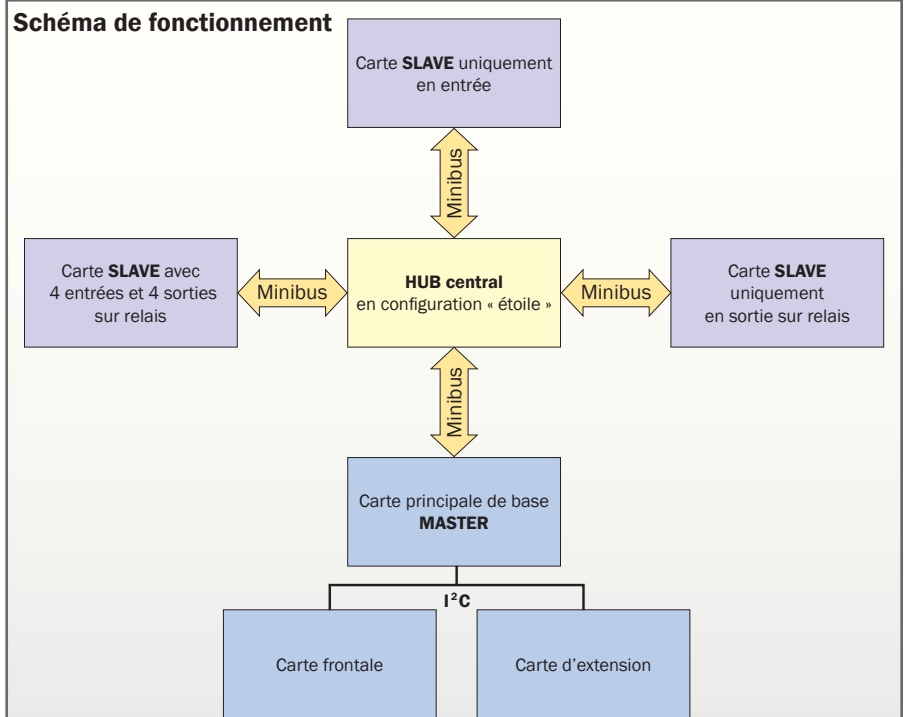 Schéma de fonctionnement
Carte SLAVE uniquement
en entrée
Minibus
Carte SLAVE avec
4 entrées et 4 sorties
sur relais
Minibus
HUB central
en configuration « étoile »
Minibus
Carte SLAVE
uniquement
en sortie sur relais
Minibus
Carte principale de base
MASTER
I²C
Carte frontale
Carte d'extension